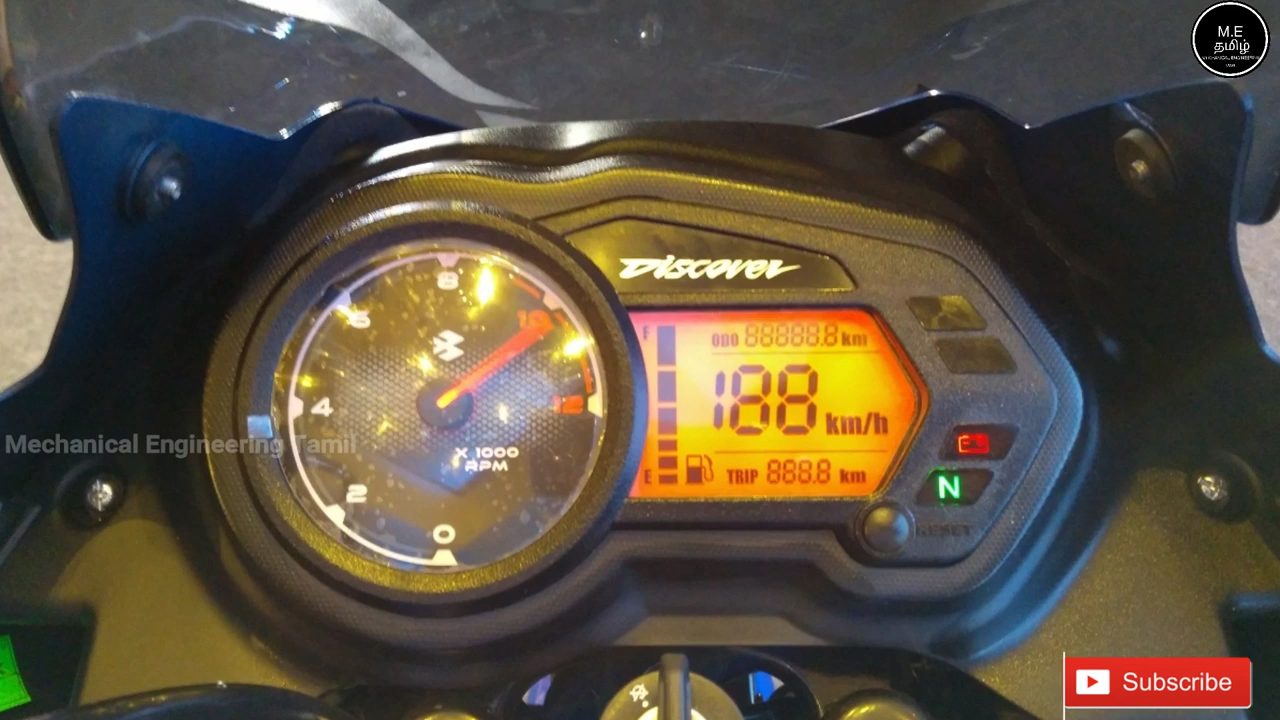 M.E
தமிழ்
Discover
8
10
6
F
ODO 88888.8 km
188 km/h
4
12
Mechanical Engineering Tamil
X 1000
RPM
E
TRIP 888.8 km
2
N
0
RESET
Subscribe